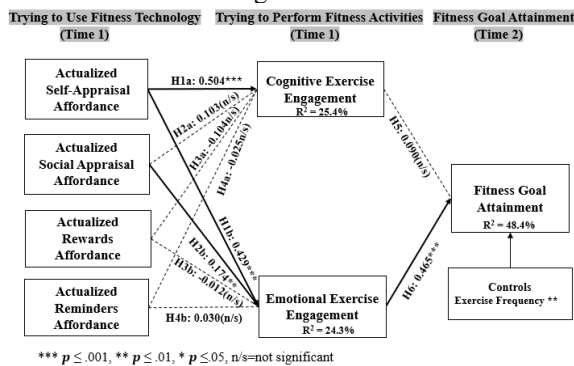 Trying to Use Fitness Technology
(Time 1)
Trying to Perform Fitness Activities
(Time 1)
Fitness Goal Attainment
(Time 2)
Actualized
Self-Appraisal
Affordance
Actualized
Social Appraisal
Affordance
Actualized
Rewards
Affordance
Actualized
Reminders
Affordance
H1a: 0.504***
H2a: 0.103(n/s)
H3a: -0.104n/s)
H4a: -0.025n/s)
H1b: 0.429***
H2b: 0.174**
H3b: -0.012(n/s)
H4b: 0.030(n/s)
Cognitive Exercise
Engagement
R² = 25.4%
Emotional Exercise
Engagement
R² = 24.3%
H5: 0.090(n/s)
H6: 0.465***
Fitness Goal
Attainment
R² = 48.4%
Controls
Exercise Frequency **
*** p ≤ .001, ** p ≤ .01, * p ≤.05, n/s=not significant